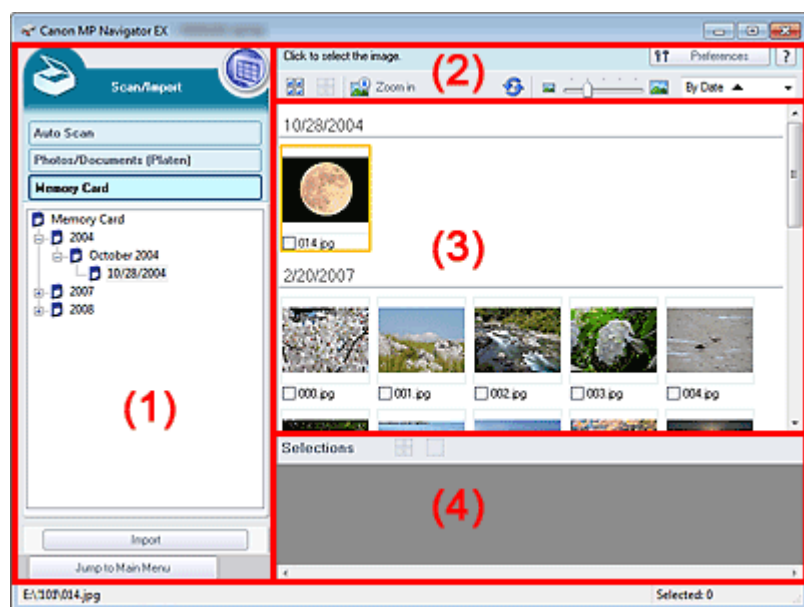 Canon MP Navigator EX
Scan/Import
Auto Scan
Photos/Documents (Platen)
Memory Card
Memory Card
2004
October 2004
10/28/2004
2007
2008
(1)
Import
Jump to Main Menu
Click to select the image.
Preferences
?
Zoom in
(2)
By Date
10/28/2004
014.jpg
(3)
2/20/2007
000.jpg
001.jpg
002.jpg
003.jpg
004.jpg
Selections
(4)
E:\101\014.jpg
Selected: 0